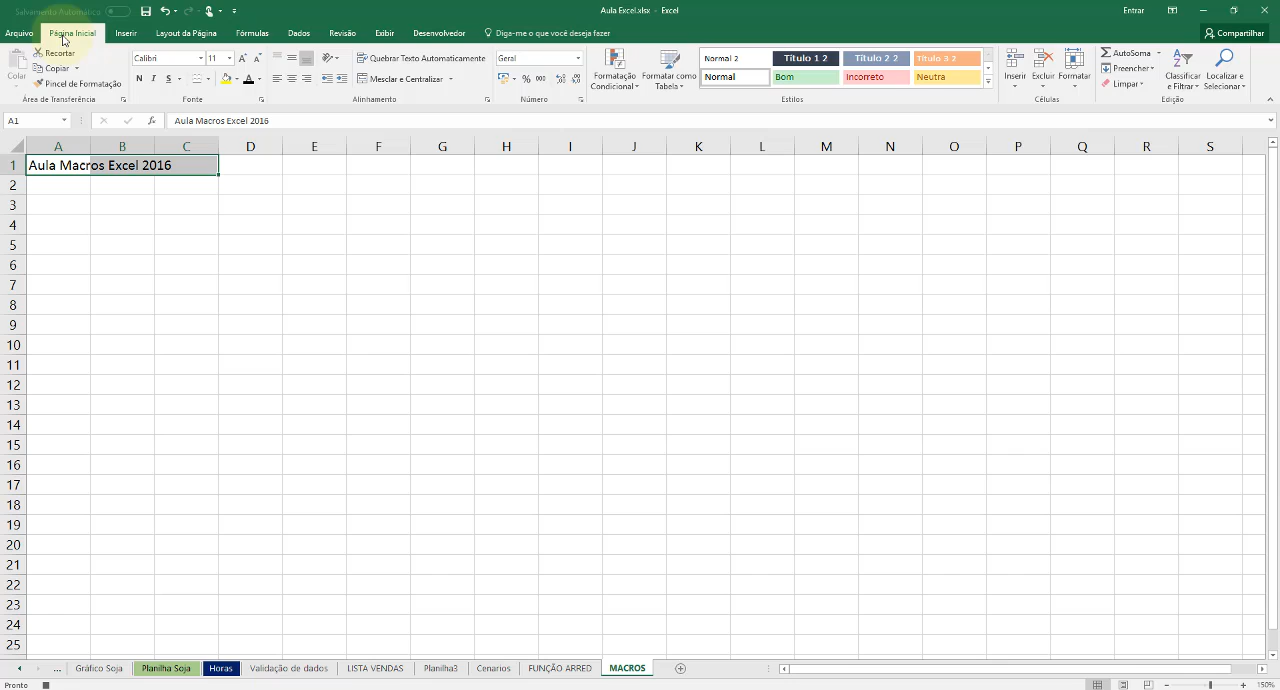 Salvamento Automático
Aula Excel.xlsx - Excel
Entrar
Arquivo Página Inicial Inserir Layout da Página Fórmulas Dados Revisão Exibir Desenvolvedor Diga-me o que você deseja fazer Compartilhar
Colar
Recortar
Copiar
Pincel de Formatação
Área de Transferência
Calibri 11
N I S
Fonte
Quebrar Texto Automaticamente
Mesclar e Centralizar
Alinhamento
Geral
% 000
Número
Formatação Condicional
Formatar como Tabela
Normal 2 Título 1 2 Título 2 2 Título 3 2
Normal Bom Incorreto Neutra
Estilos
Inserir Excluir Formatar
Células
AutoSoma
Preencher
Limpar
Classificar e Filtrar
Localizar e Selecionar
Edição
A1 fx Aula Macros Excel 2016
A B C D E F G H I J K L M N O P Q R S
1 Aula Macros Excel 2016
2
3
4
5
6
7
8
9
10
11
12
13
14
15
16
17
18
19
20
21
22
23
24
25
... Gráfico Soja Planilha Soja Horas Validação de dados LISTA VENDAS Planilha3 Cenarios FUNÇÃO ARRED MACROS
Pronto
150%